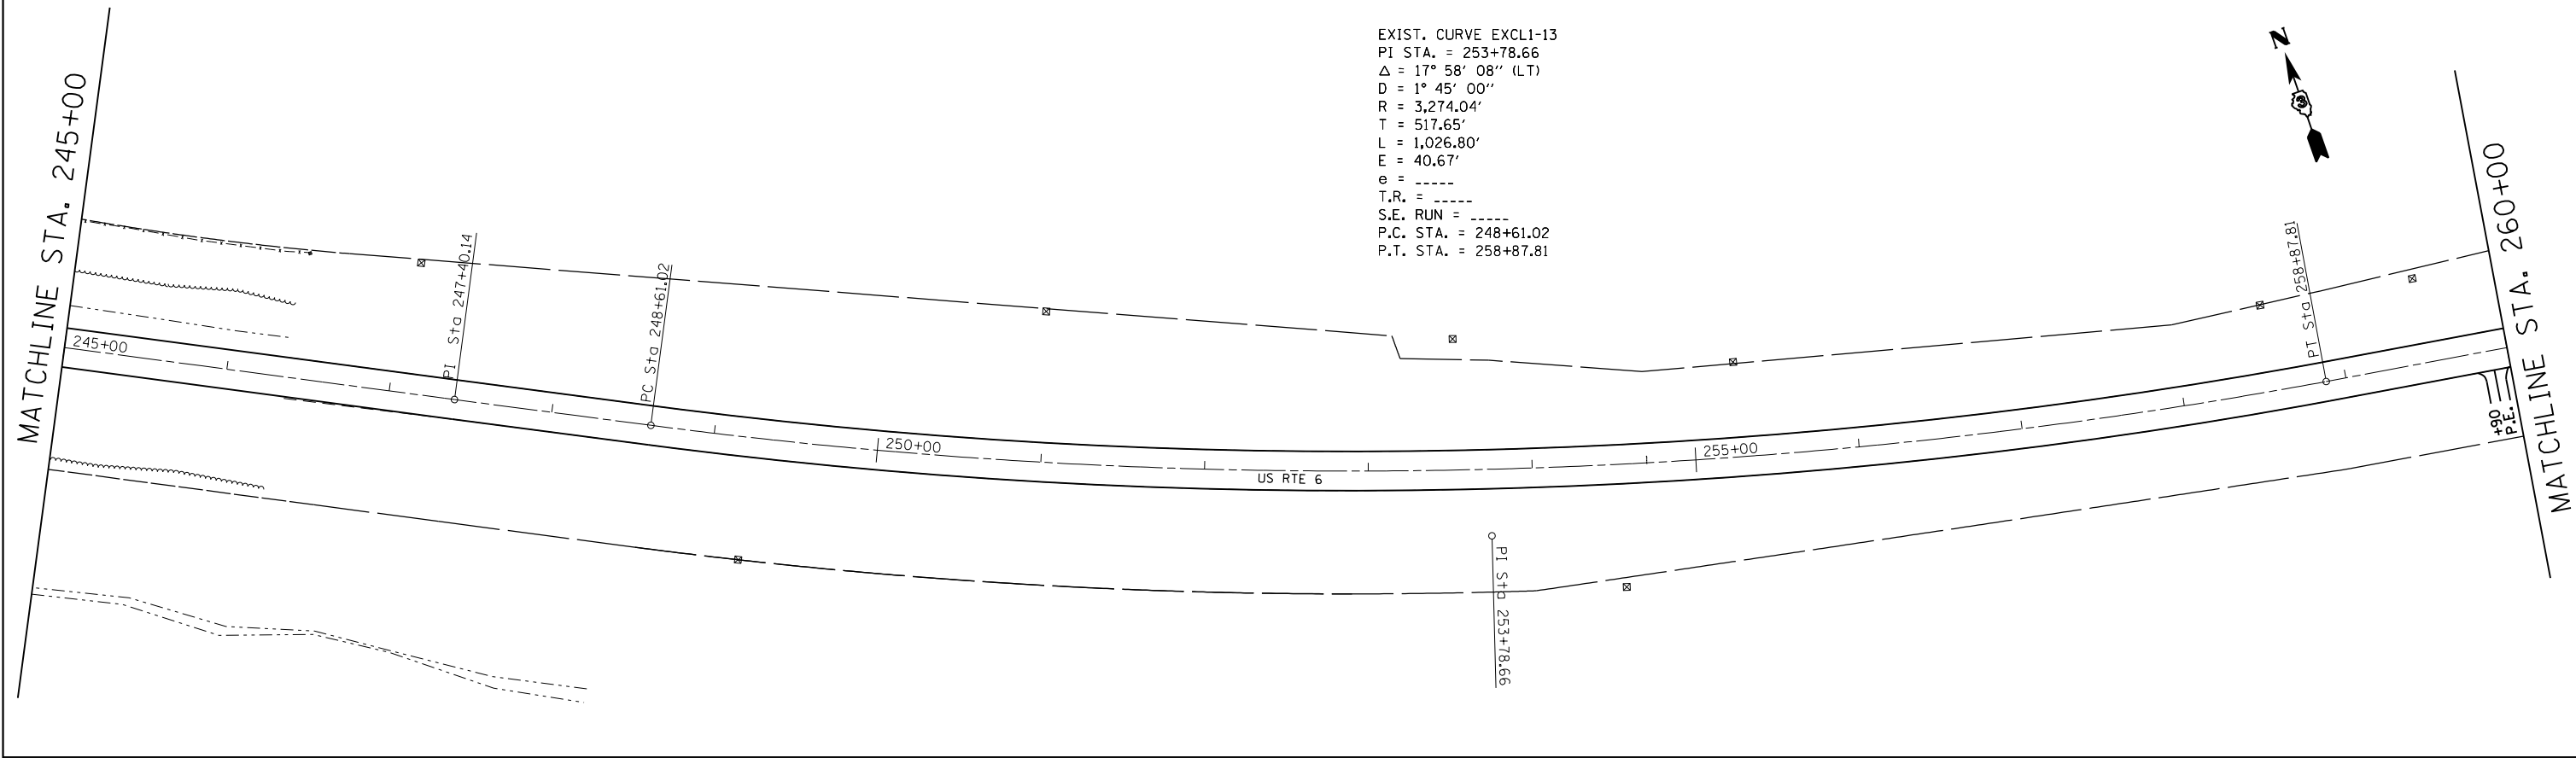 MATCHLINE STA. 245+00
EXIST. CURVE EXCL1-13
PI STA. = 253+78.66
Δ = 17° 58' 08'' (LT)
D = 1° 45' 00''
R = 3,274.04'
T = 517.65'
L = 1,026.80'
E = 40.67'
e = -----
T.R. = -----
S.E. RUN = -----
P.C. STA. = 248+61.02
P.T. STA. = 258+87.81
N
3
MATCHLINE STA. 260+00
245+00
PI Sta 247+40.14
PC Sta 248+61.02
250+00
US RTE 6
PI Sta 253+78.66
255+00
PT Sta 258+87.81
+90
P.E.